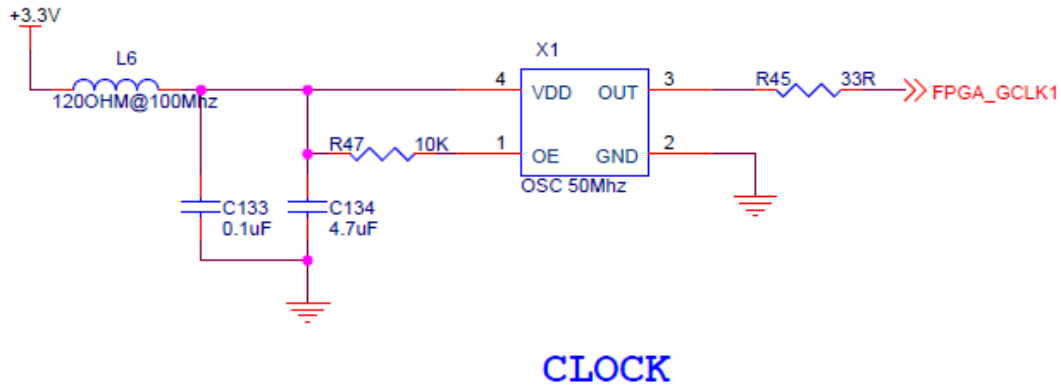 +3.3V
L6
120OHM@100Mhz
X1
4
VDD
OUT
3
R45
33R
FPGA_GCLK1
R47
10K
1
OE
GND
2
OSC 50Mhz
C133
0.1uF
C134
4.7uF
CLOCK